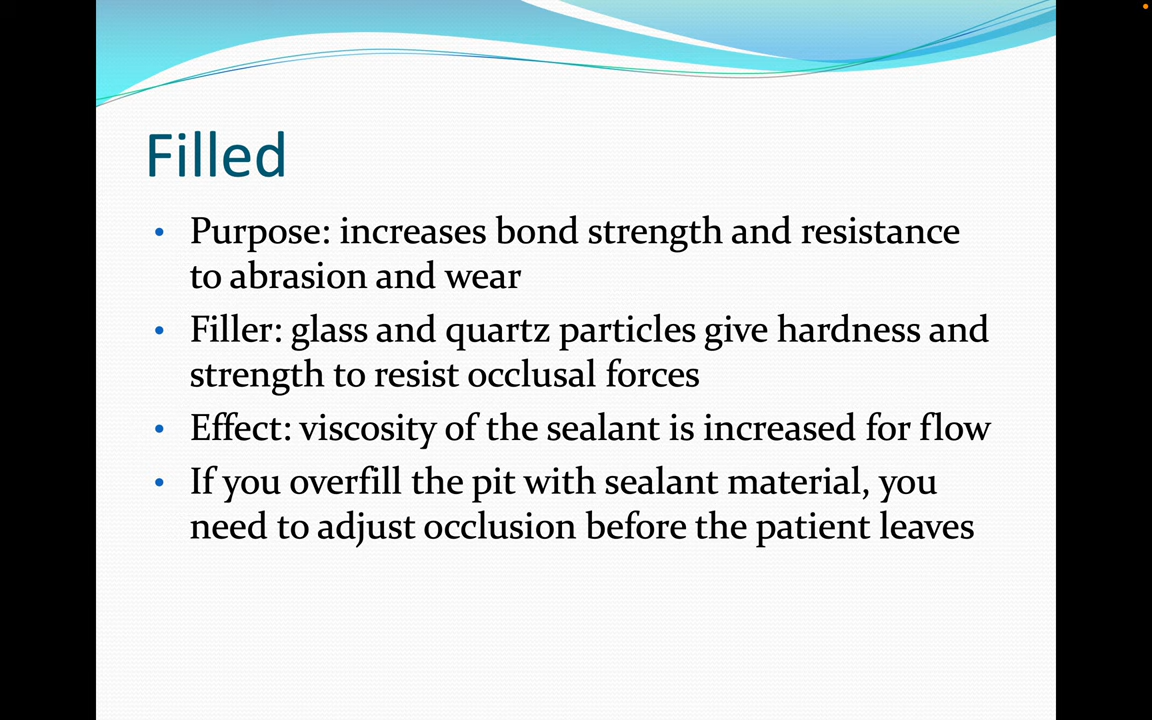 Filled
• Purpose: increases bond strength and resistance
to abrasion and wear
• Filler: glass and quartz particles give hardness and
strength to resist occlusal forces
• Effect: viscosity of the sealant is increased for flow
• If you overfill the pit with sealant material, you
need to adjust occlusion before the patient leaves